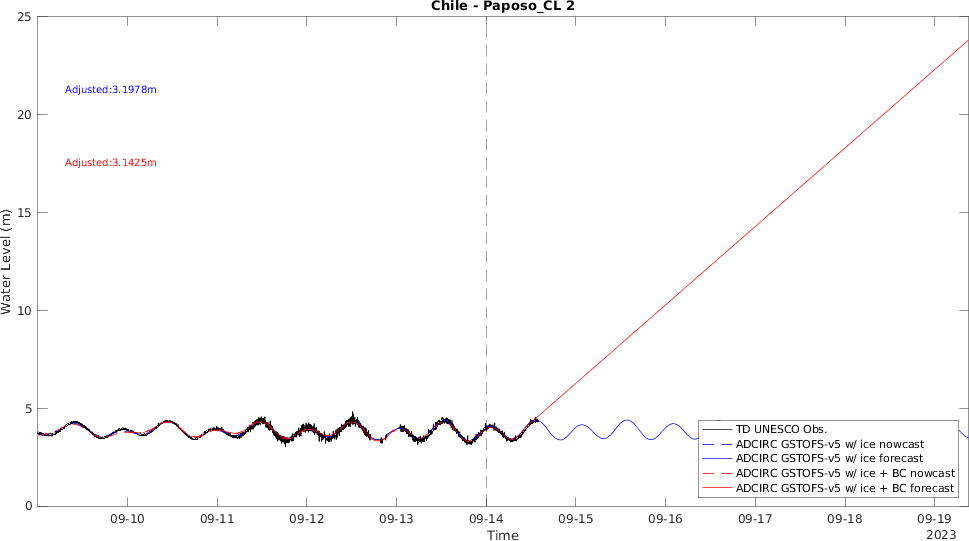 Chile - Paposo_CL 2
25
20
15
10
5
0
Water Level (m)
Adjusted:3.1978m
Adjusted:3.1425m
TD UNESCO Obs.
ADCIRC GSTOFS-v5 w/ ice nowcast
ADCIRC GSTOFS-v5 w/ ice forecast
ADCIRC GSTOFS-v5 w/ ice + BC nowcast
ADCIRC GSTOFS-v5 w/ ice + BC forecast
09-10 09-11 09-12 09-13 09-14 09-15 09-16 09-17 09-18 09-19
Time
2023